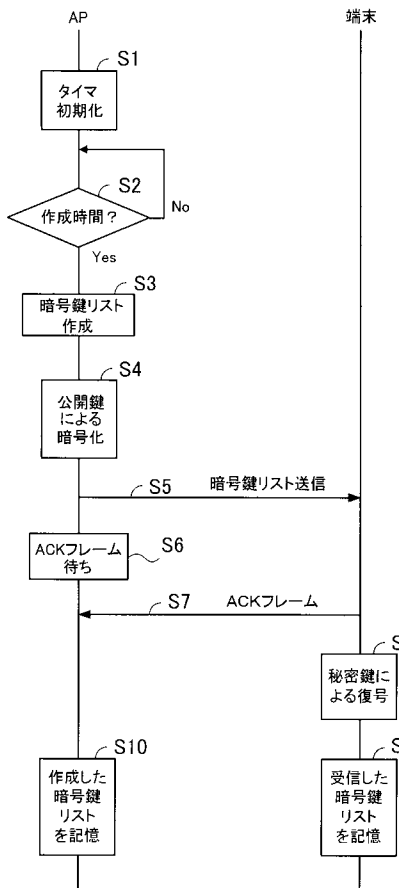 AP
端末
S1
タイマ
初期化
S2
作成時間？
No
Yes
S3
暗号鍵リスト
作成
S4
公開鍵
による
暗号化
S5
暗号鍵リスト送信
S6
ACKフレーム
待ち
S7
ACKフレーム
S
秘密鍵に
よる復号
S10
作成した
暗号鍵
リスト
を記憶
S
受信した
暗号鍵
リスト
を記憶